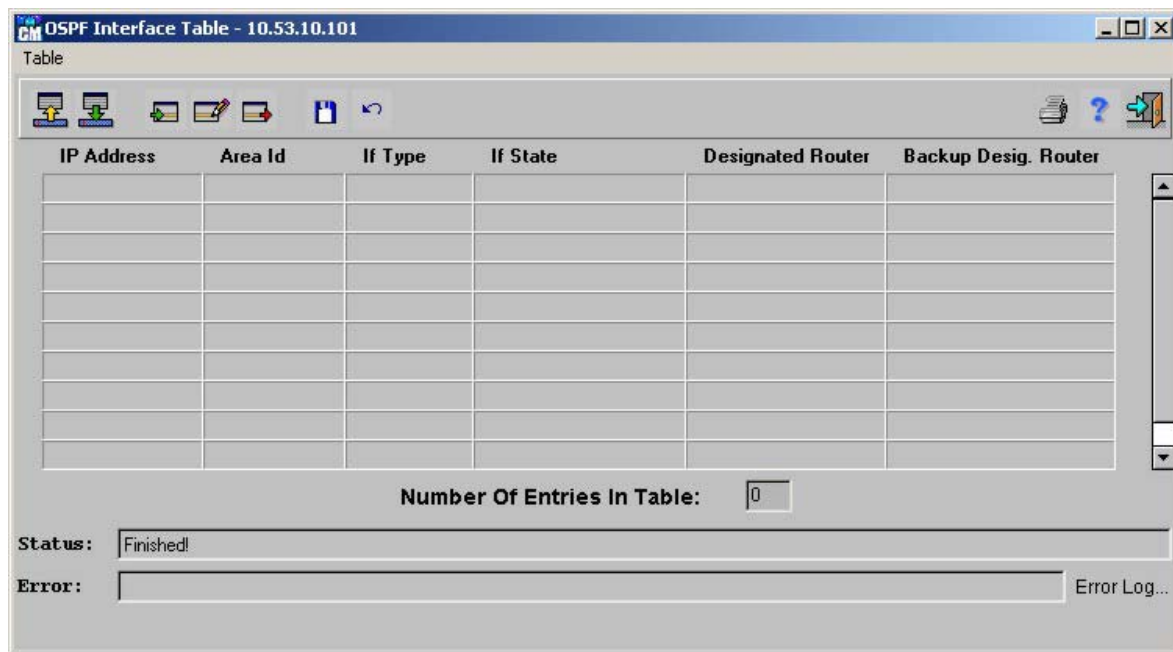 CM OSPF Interface Table - 10.53.10.101
Table
?
IP Address Area Id If Type If State Designated Router Backup Desig. Router
Number Of Entries In Table: 0
Status: Finished!
Error: Error Log...